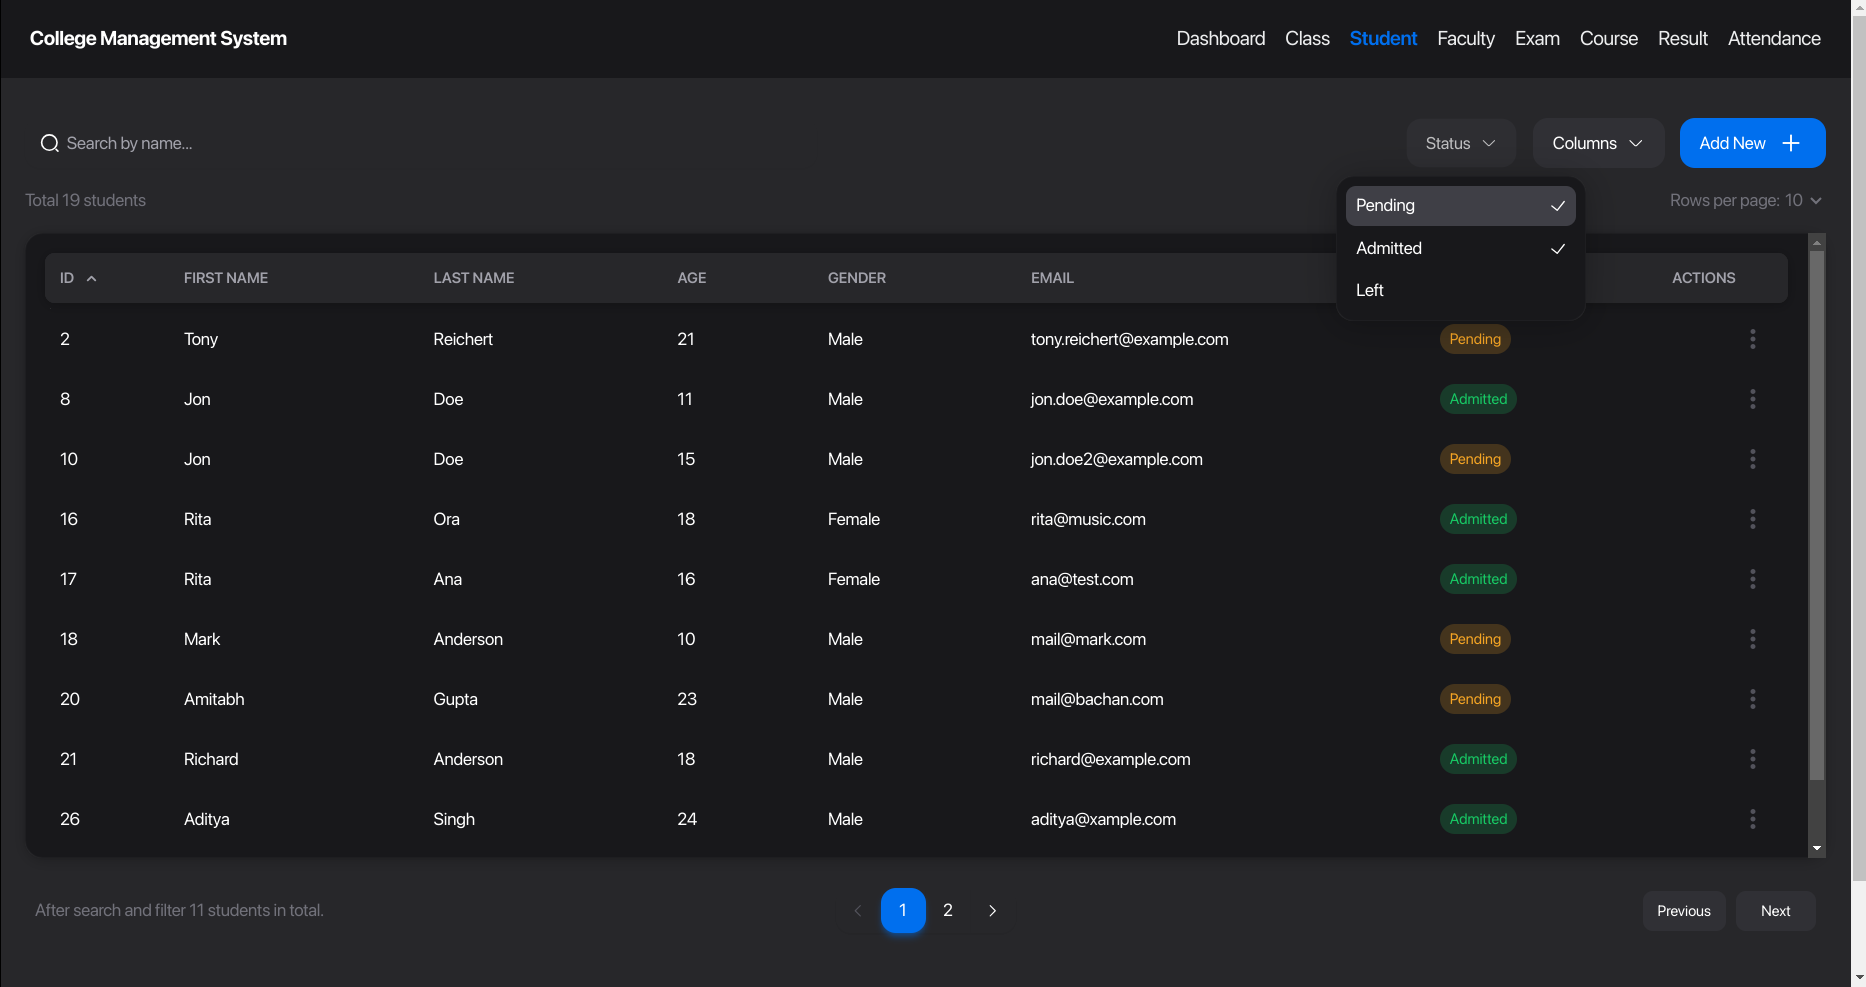 College Management System Dashboard Class Student Faculty Exam Course Result Attendance
Search by name... Status Columns Add New
Total 19 students Rows per page: 10
Pending
Admitted
Left
ID FIRST NAME LAST NAME AGE GENDER EMAIL ACTIONS
2 Tony Reichert 21 Male tony.reichert@example.com Pending
8 Jon Doe 11 Male jon.doe@example.com Admitted
10 Jon Doe 15 Male jon.doe2@example.com Pending
16 Rita Ora 18 Female rita@music.com Admitted
17 Rita Ana 16 Female ana@test.com Admitted
18 Mark Anderson 10 Male mail@mark.com Pending
20 Amitabh Gupta 23 Male mail@bachan.com Pending
21 Richard Anderson 18 Male richard@example.com Admitted
26 Aditya Singh 24 Male aditya@xample.com Admitted
After search and filter 11 students in total. 1 2 Previous Next